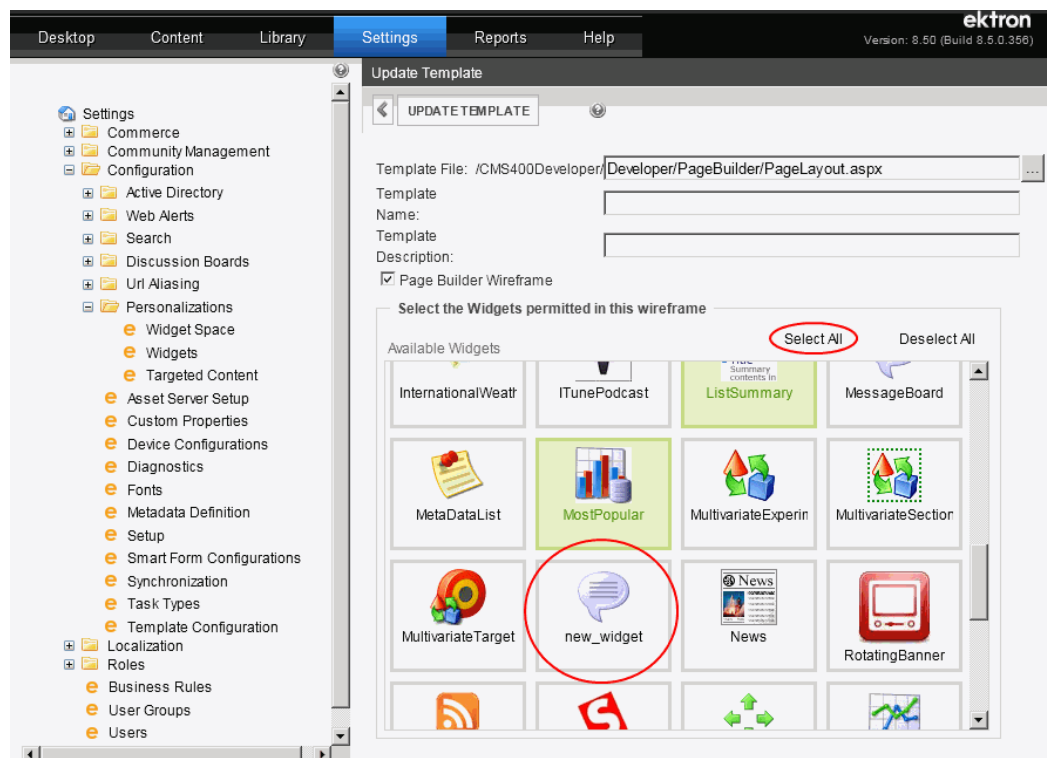 ektron
Desktop Content Library Settings Reports Help
Version: 8.50 (Build 8.5.0.356)
Update Template
UPDATE TEMPLATE
Settings
Commerce
Community Management
Configuration
Active Directory
Web Alerts
Search
Discussion Boards
Url Aliasing
Personalizations
Widget Space
Widgets
Targeted Content
Asset Server Setup
Custom Properties
Device Configurations
Diagnostics
Fonts
Metadata Definition
Setup
Smart Form Configurations
Synchronization
Task Types
Template Configuration
Localization
Roles
Business Rules
User Groups
Users
Template File: /CMS400Developer/ Developer/PageBuilder/PageLayout.aspx ...
Template
Name:
Template
Description:
Page Builder Wireframe
Select the Widgets permitted in this wireframe
Select All Deselect All
Available Widgets
Summary
contents in
InternationalWeatr ITunePodcast ListSummary MessageBoard
MetaDataList MostPopular MultivariateExperin MultivariateSection
News
MultivariateTarget new_widget News
RotatingBanner